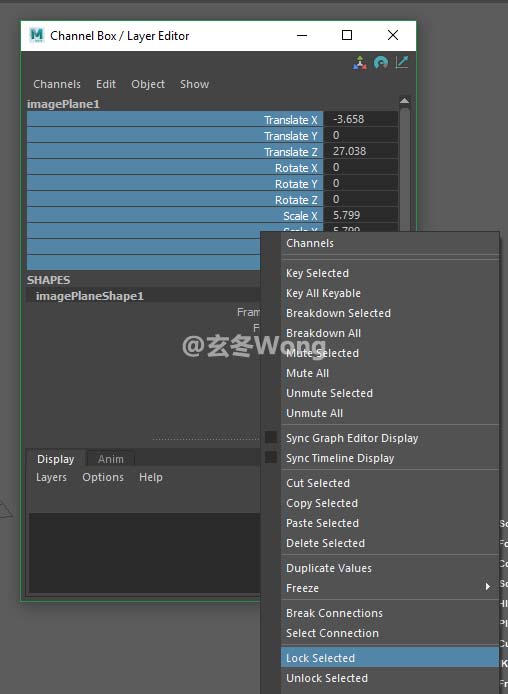 Channel Box / Layer Editor
Channels Edit Object Show
imagePlane1
Translate X -3.658
Translate Y 0
Translate Z 27.038
Rotate X 0
Rotate Y 0
Rotate Z 0
Scale X 5.799
5.799
SHAPES
imagePlaneShape1
Channels
Key Selected
Key All Keyable
Breakdown Selected
Breakdown All
Mute Selected
Mute All
Unmute Selected
Unmute All
Sync Graph Editor Display
Sync Timeline Display
Cut Selected
Copy Selected
Paste Selected
Delete Selected
Duplicate Values
Freeze
Break Connections
Select Connection
Lock Selected
Unlock Selected
@玄冬Wong
Display Anim
Layers Options Help